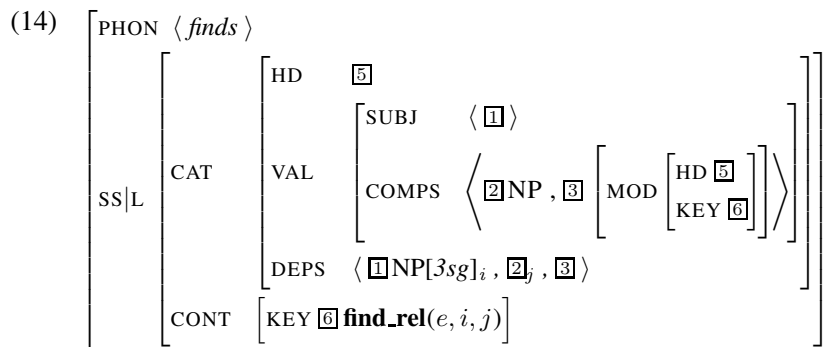 (14) [PHON ⟨ finds ⟩
HD [5]
SUBJ ⟨ [1] ⟩
SS|L CAT VAL COMPS ⟨ [2]NP , [3] [MOD [HD [5]
KEY [6]]] ⟩
DEPS ⟨ [1]NP[3sg]i , [2]j , [3] ⟩
CONT [KEY [6] find_rel(e, i, j)]